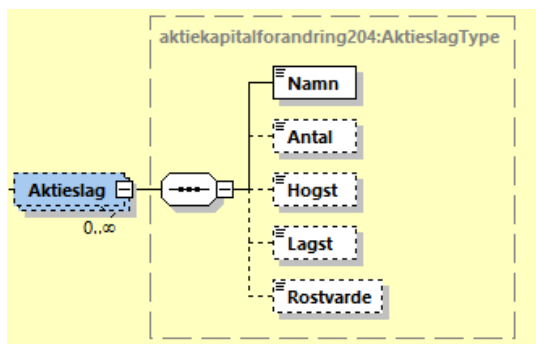 aktiekapitalforandring204:AktieslagType
Namn
Antal
Aktieslag
0..∞
Hogst
Lagst
Rostvarde